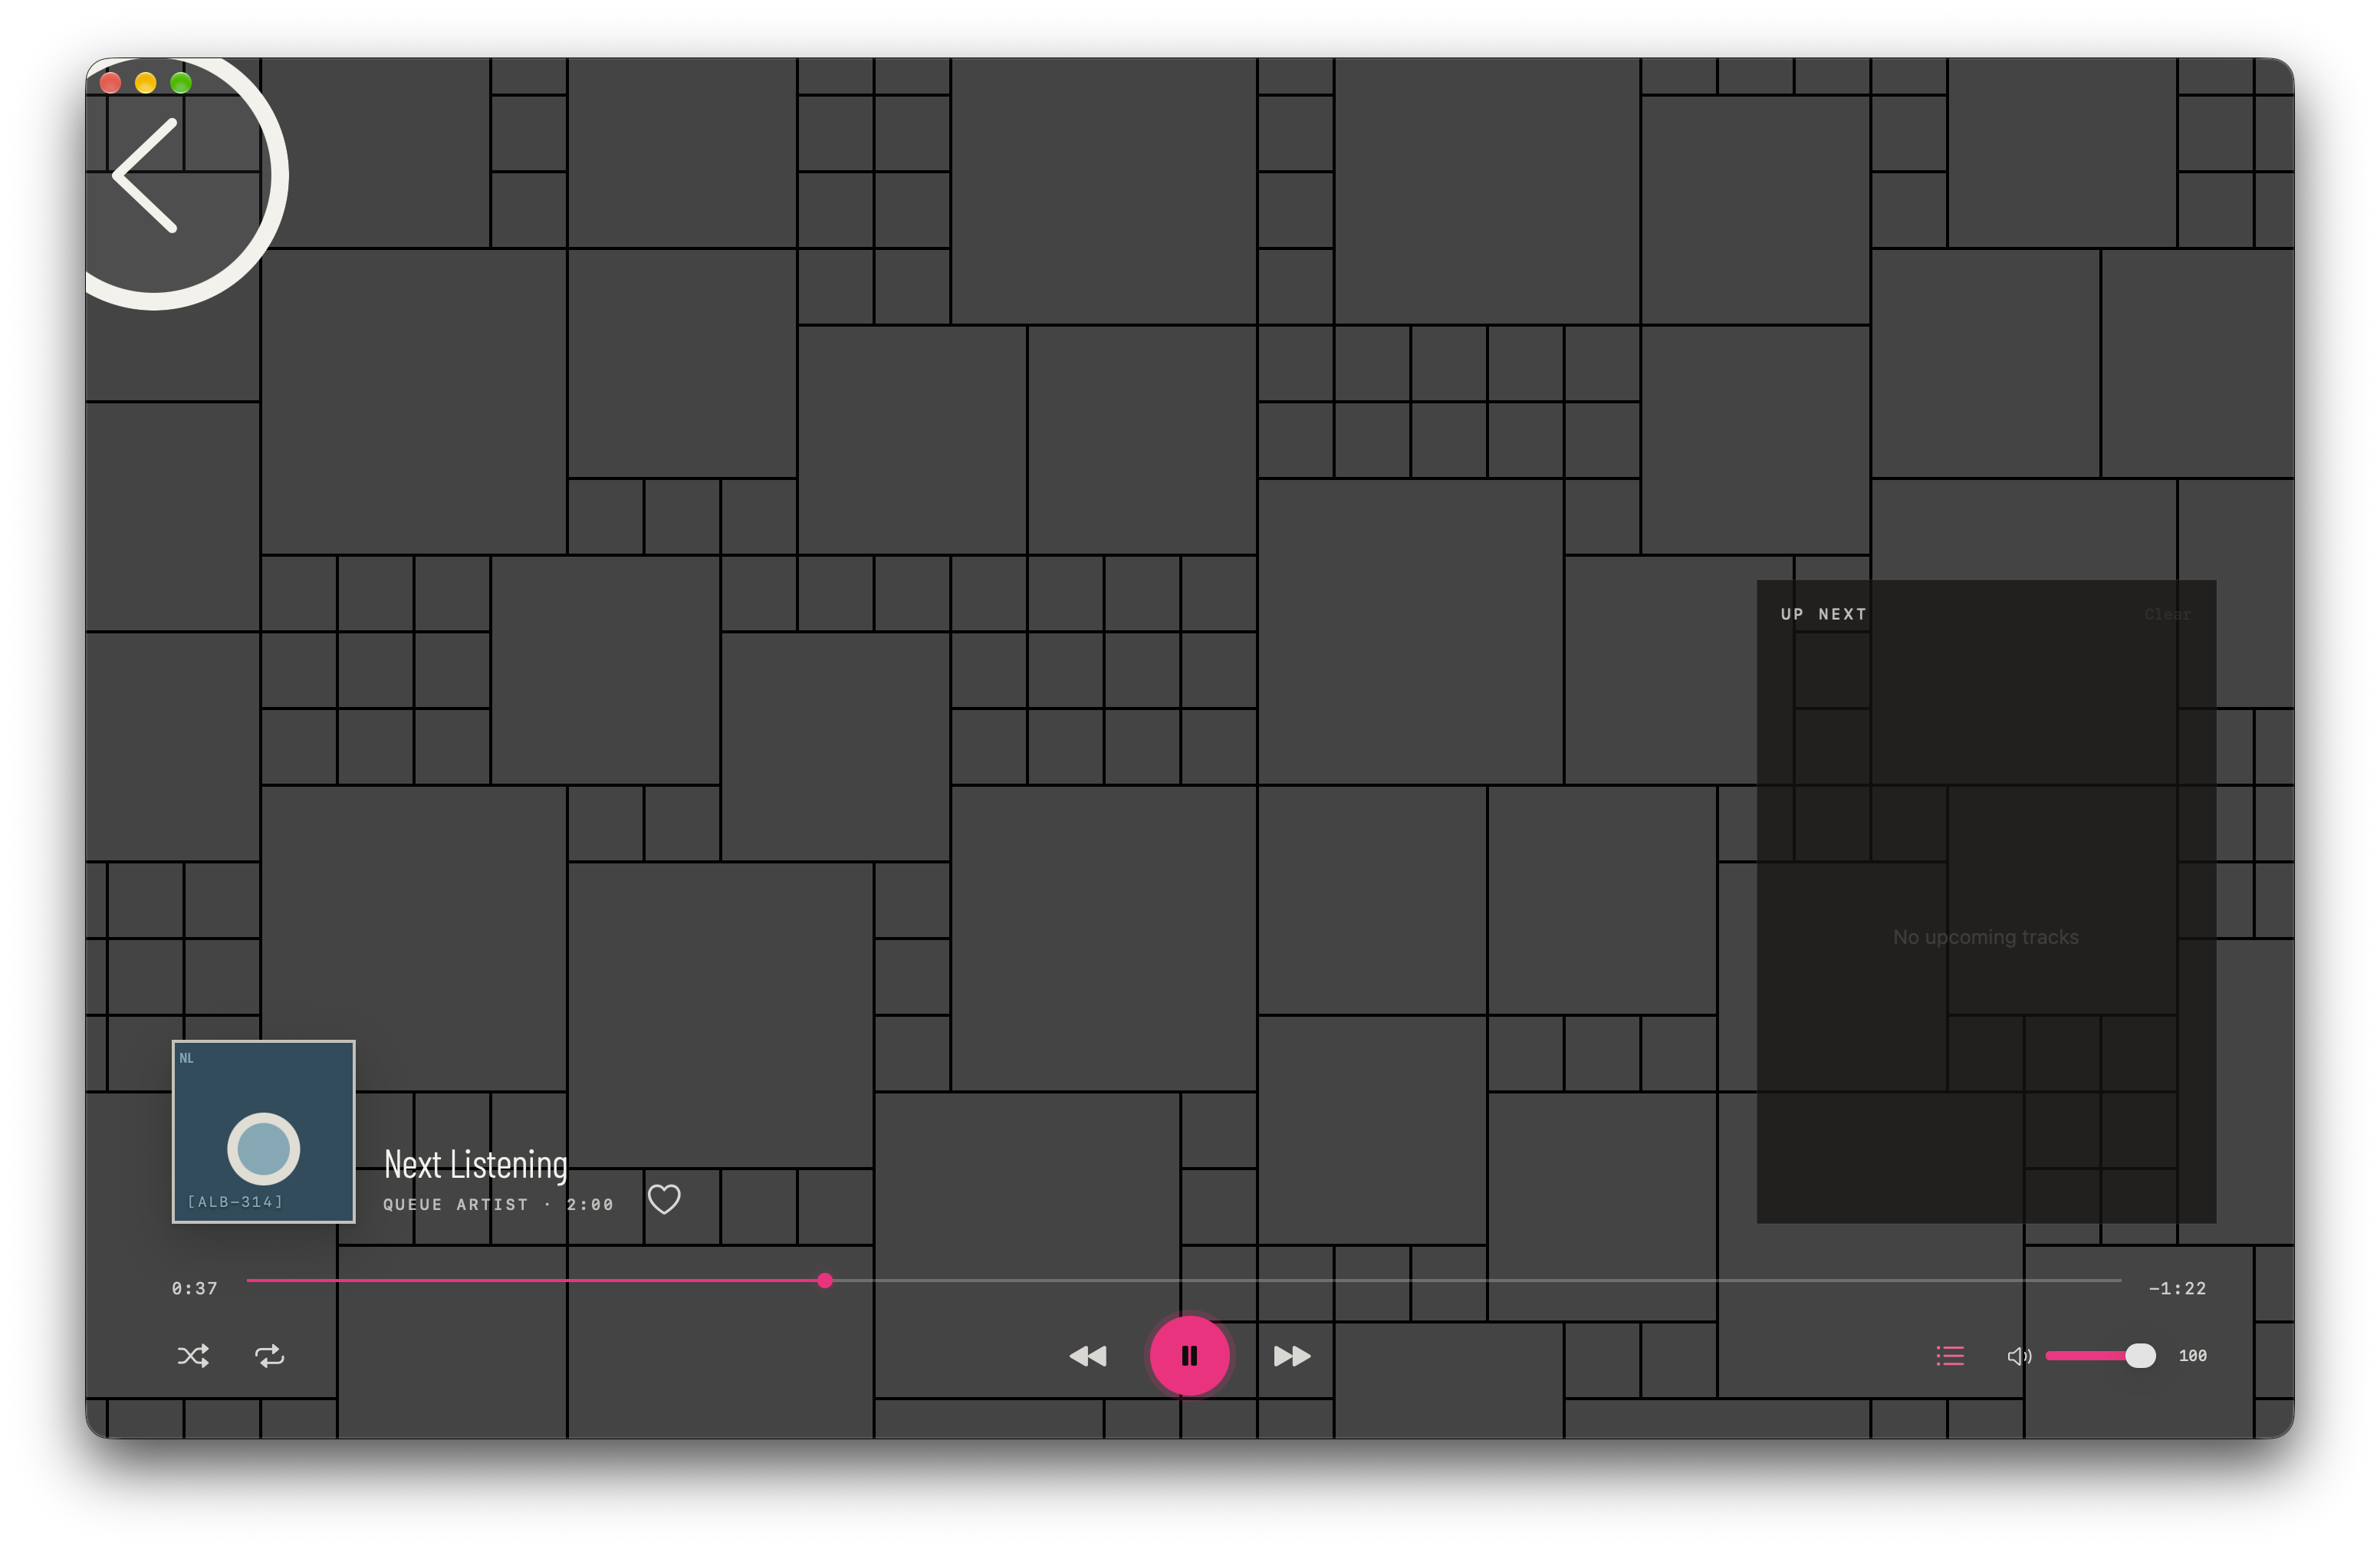 UP NEXT
Clear
No upcoming tracks
NL
[ALB—314]
Next Listening
QUEUE ARTIST · 2:00
0:37
—1:22
100